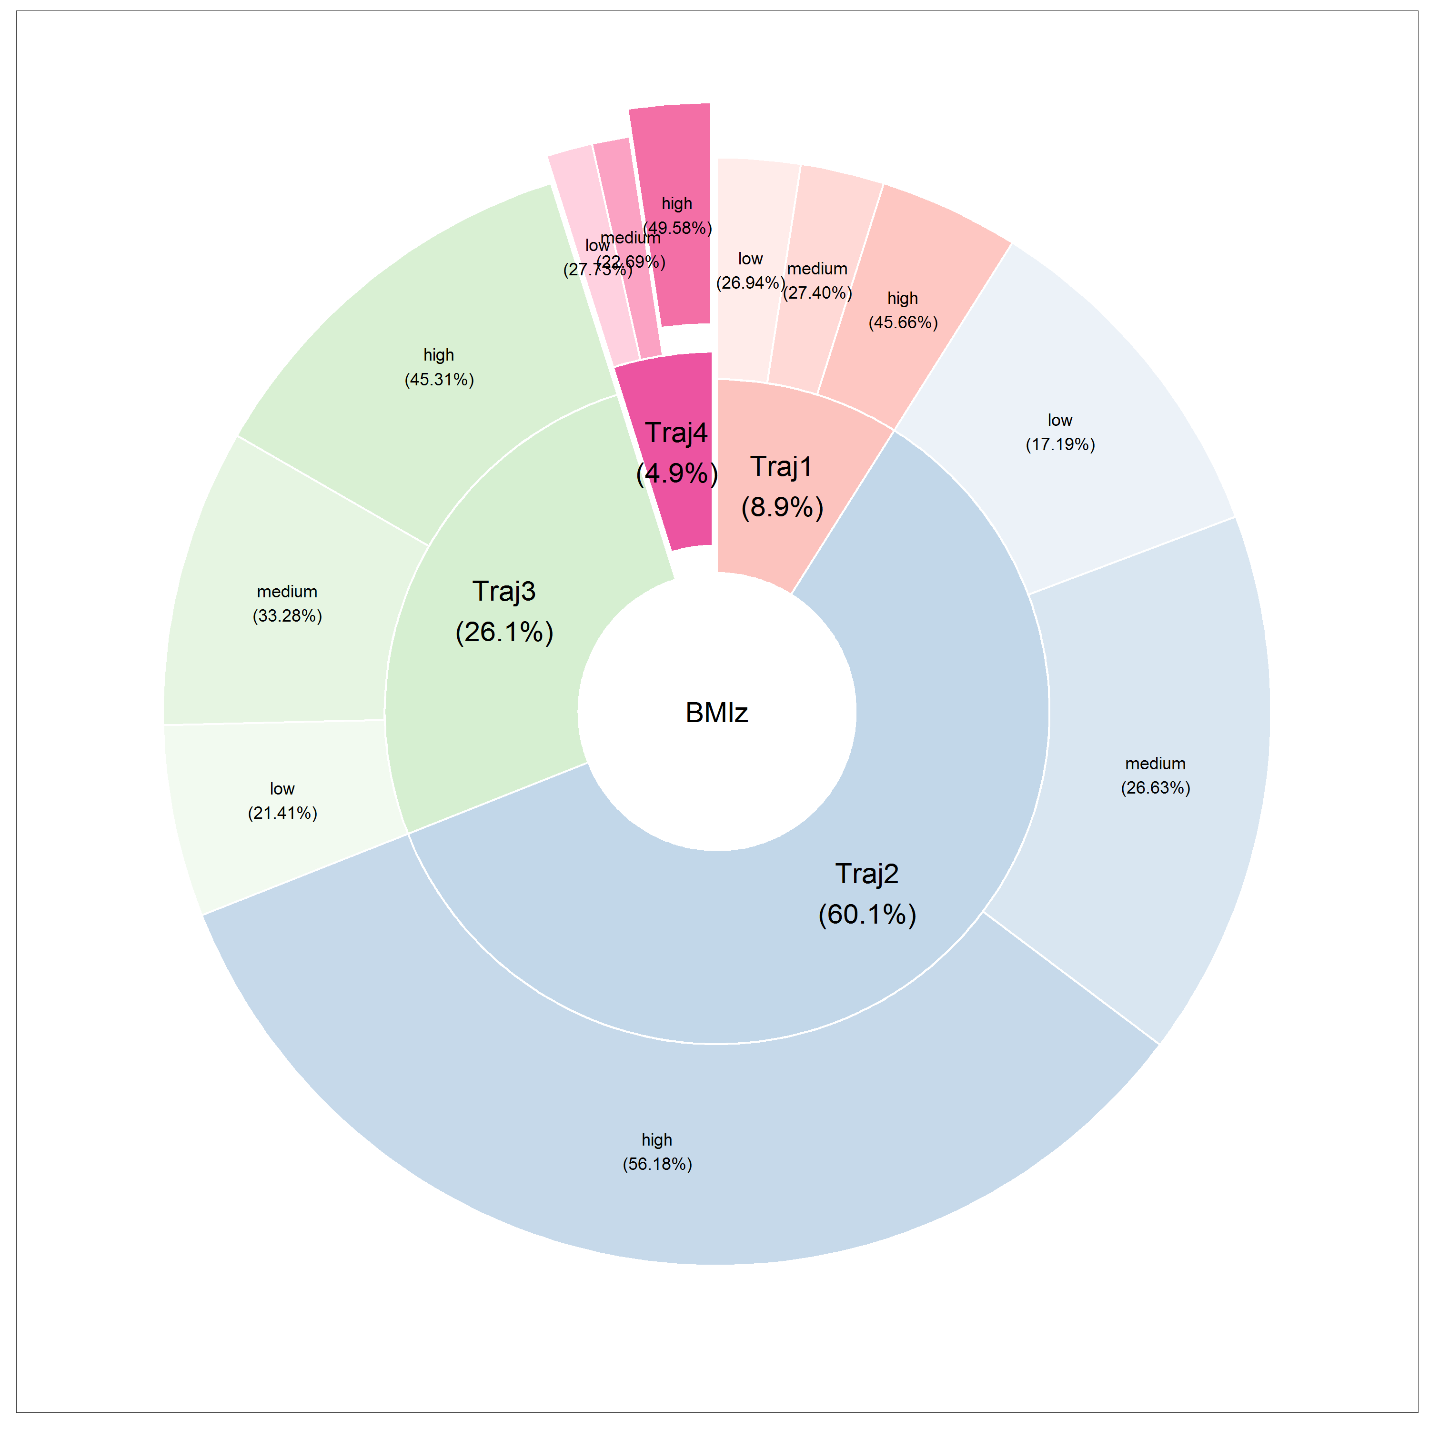 high
(49.58%)
medium
(22.69%)
low
(27.73%)
low
(26.94%)
medium
(27.40%)
high
(45.66%)
high
(45.31%)
low
(17.19%)
Traj4
(4.9%)
Traj1
(8.9%)
medium
(33.28%)
Traj3
(26.1%)
BMIz
medium
(26.63%)
low
(21.41%)
Traj2
(60.1%)
high
(56.18%)